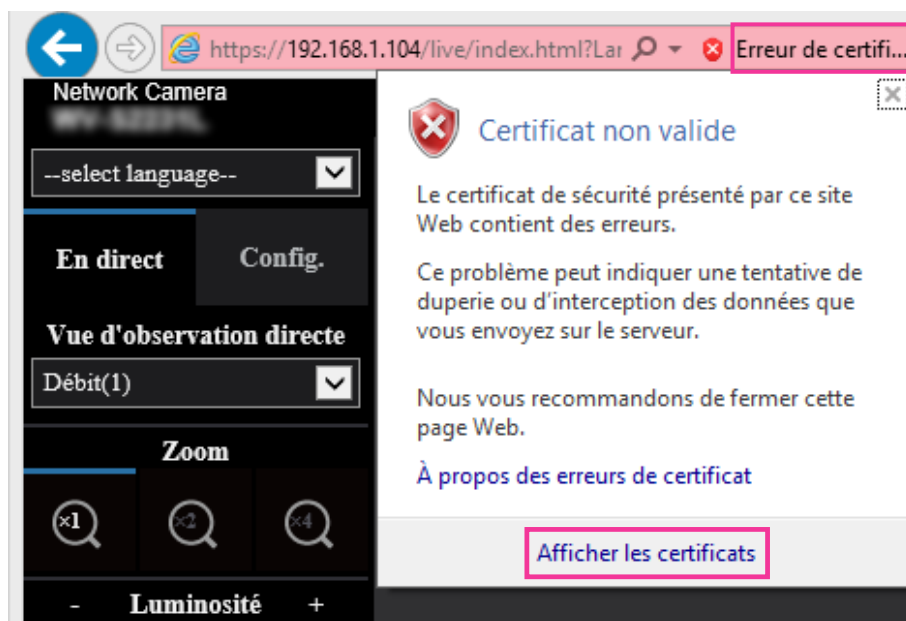 https://192.168.1.104/live/index.html?Lar
Erreur de certifi...
Network Camera
--select language--
En direct
Config.
Vue d'observation directe
Débit(1)
Zoom
×1
×2
×4
- Luminosité +
Certificat non valide
Le certificat de sécurité présenté par ce site
Web contient des erreurs.
Ce problème peut indiquer une tentative de
duperie ou d'interception des données que
vous envoyez sur le serveur.
Nous vous recommandons de fermer cette
page Web.
À propos des erreurs de certificat
Afficher les certificats